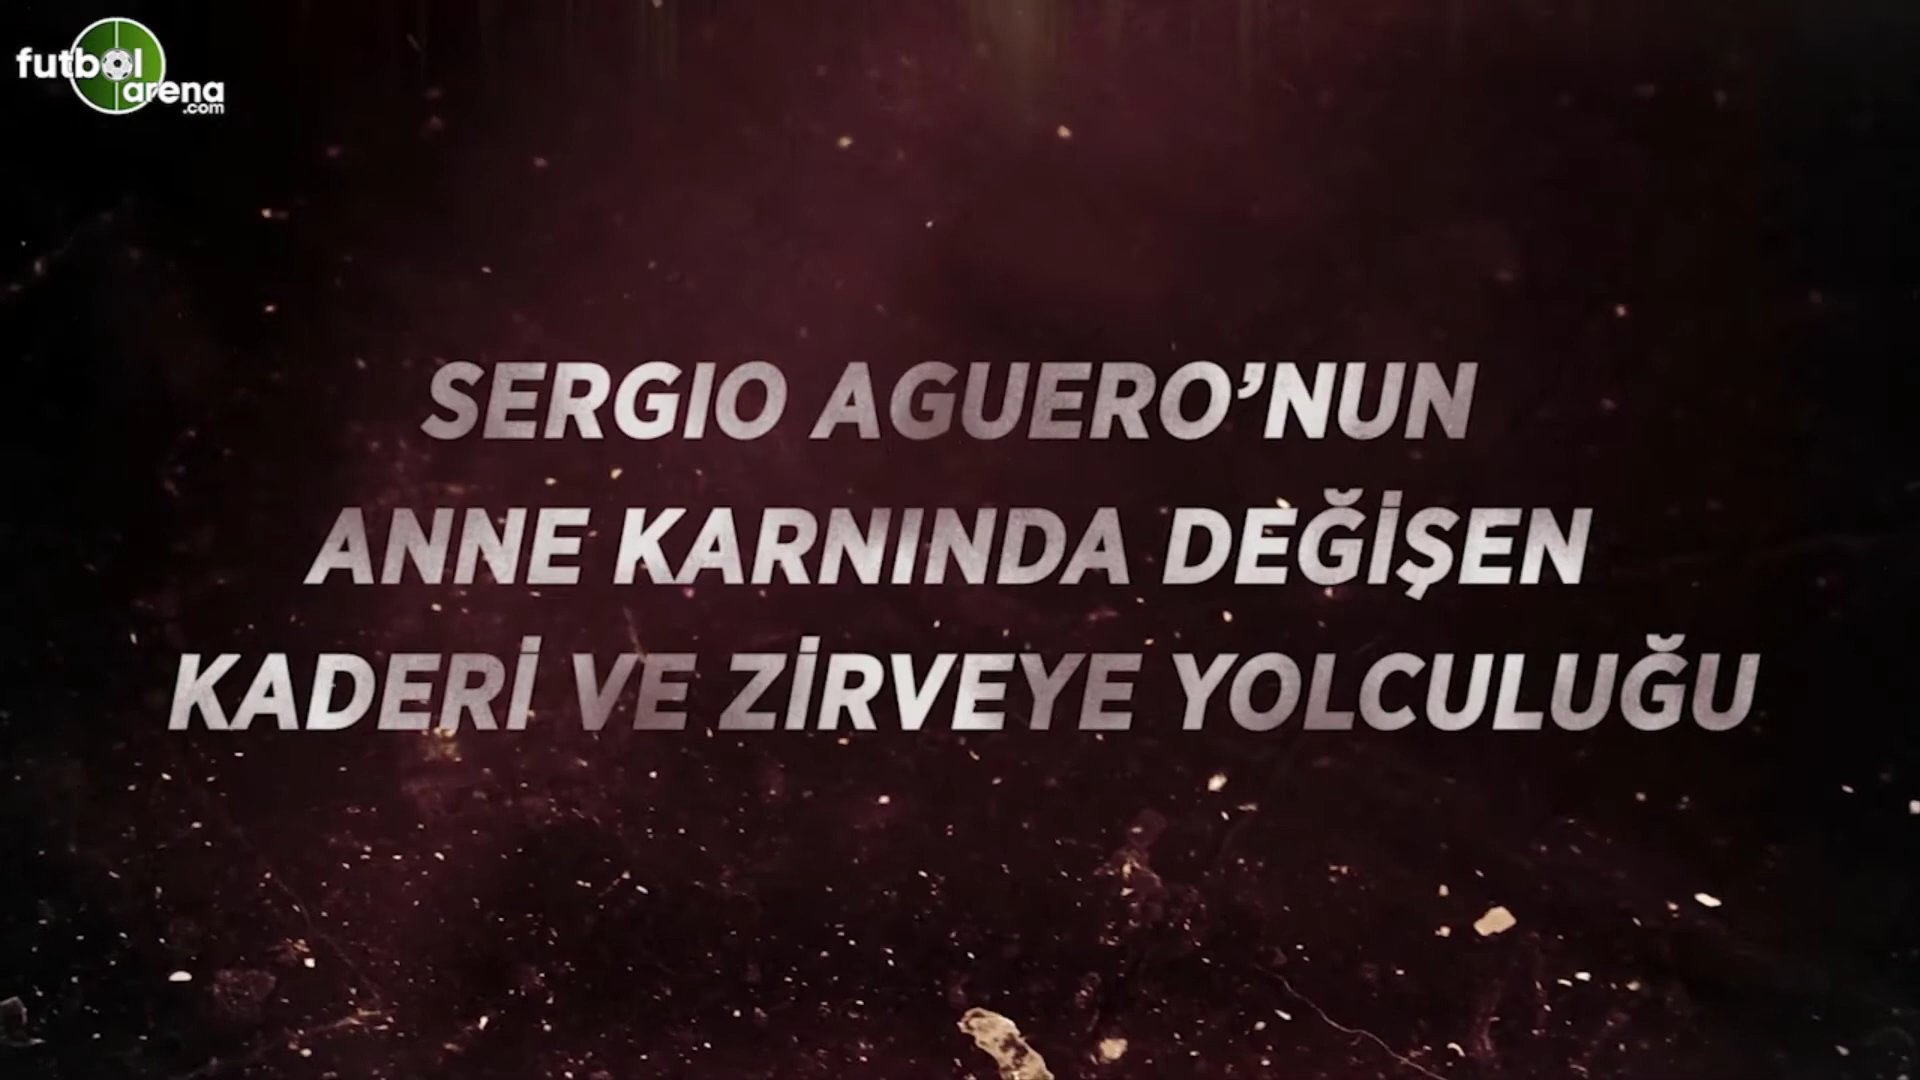 futbol
arena
.com
SERGIO AGUERO’NUN
ANNE KARNINDA DEĞİŞEN
KADERİ VE ZİRVEYE YOLCULUĞU